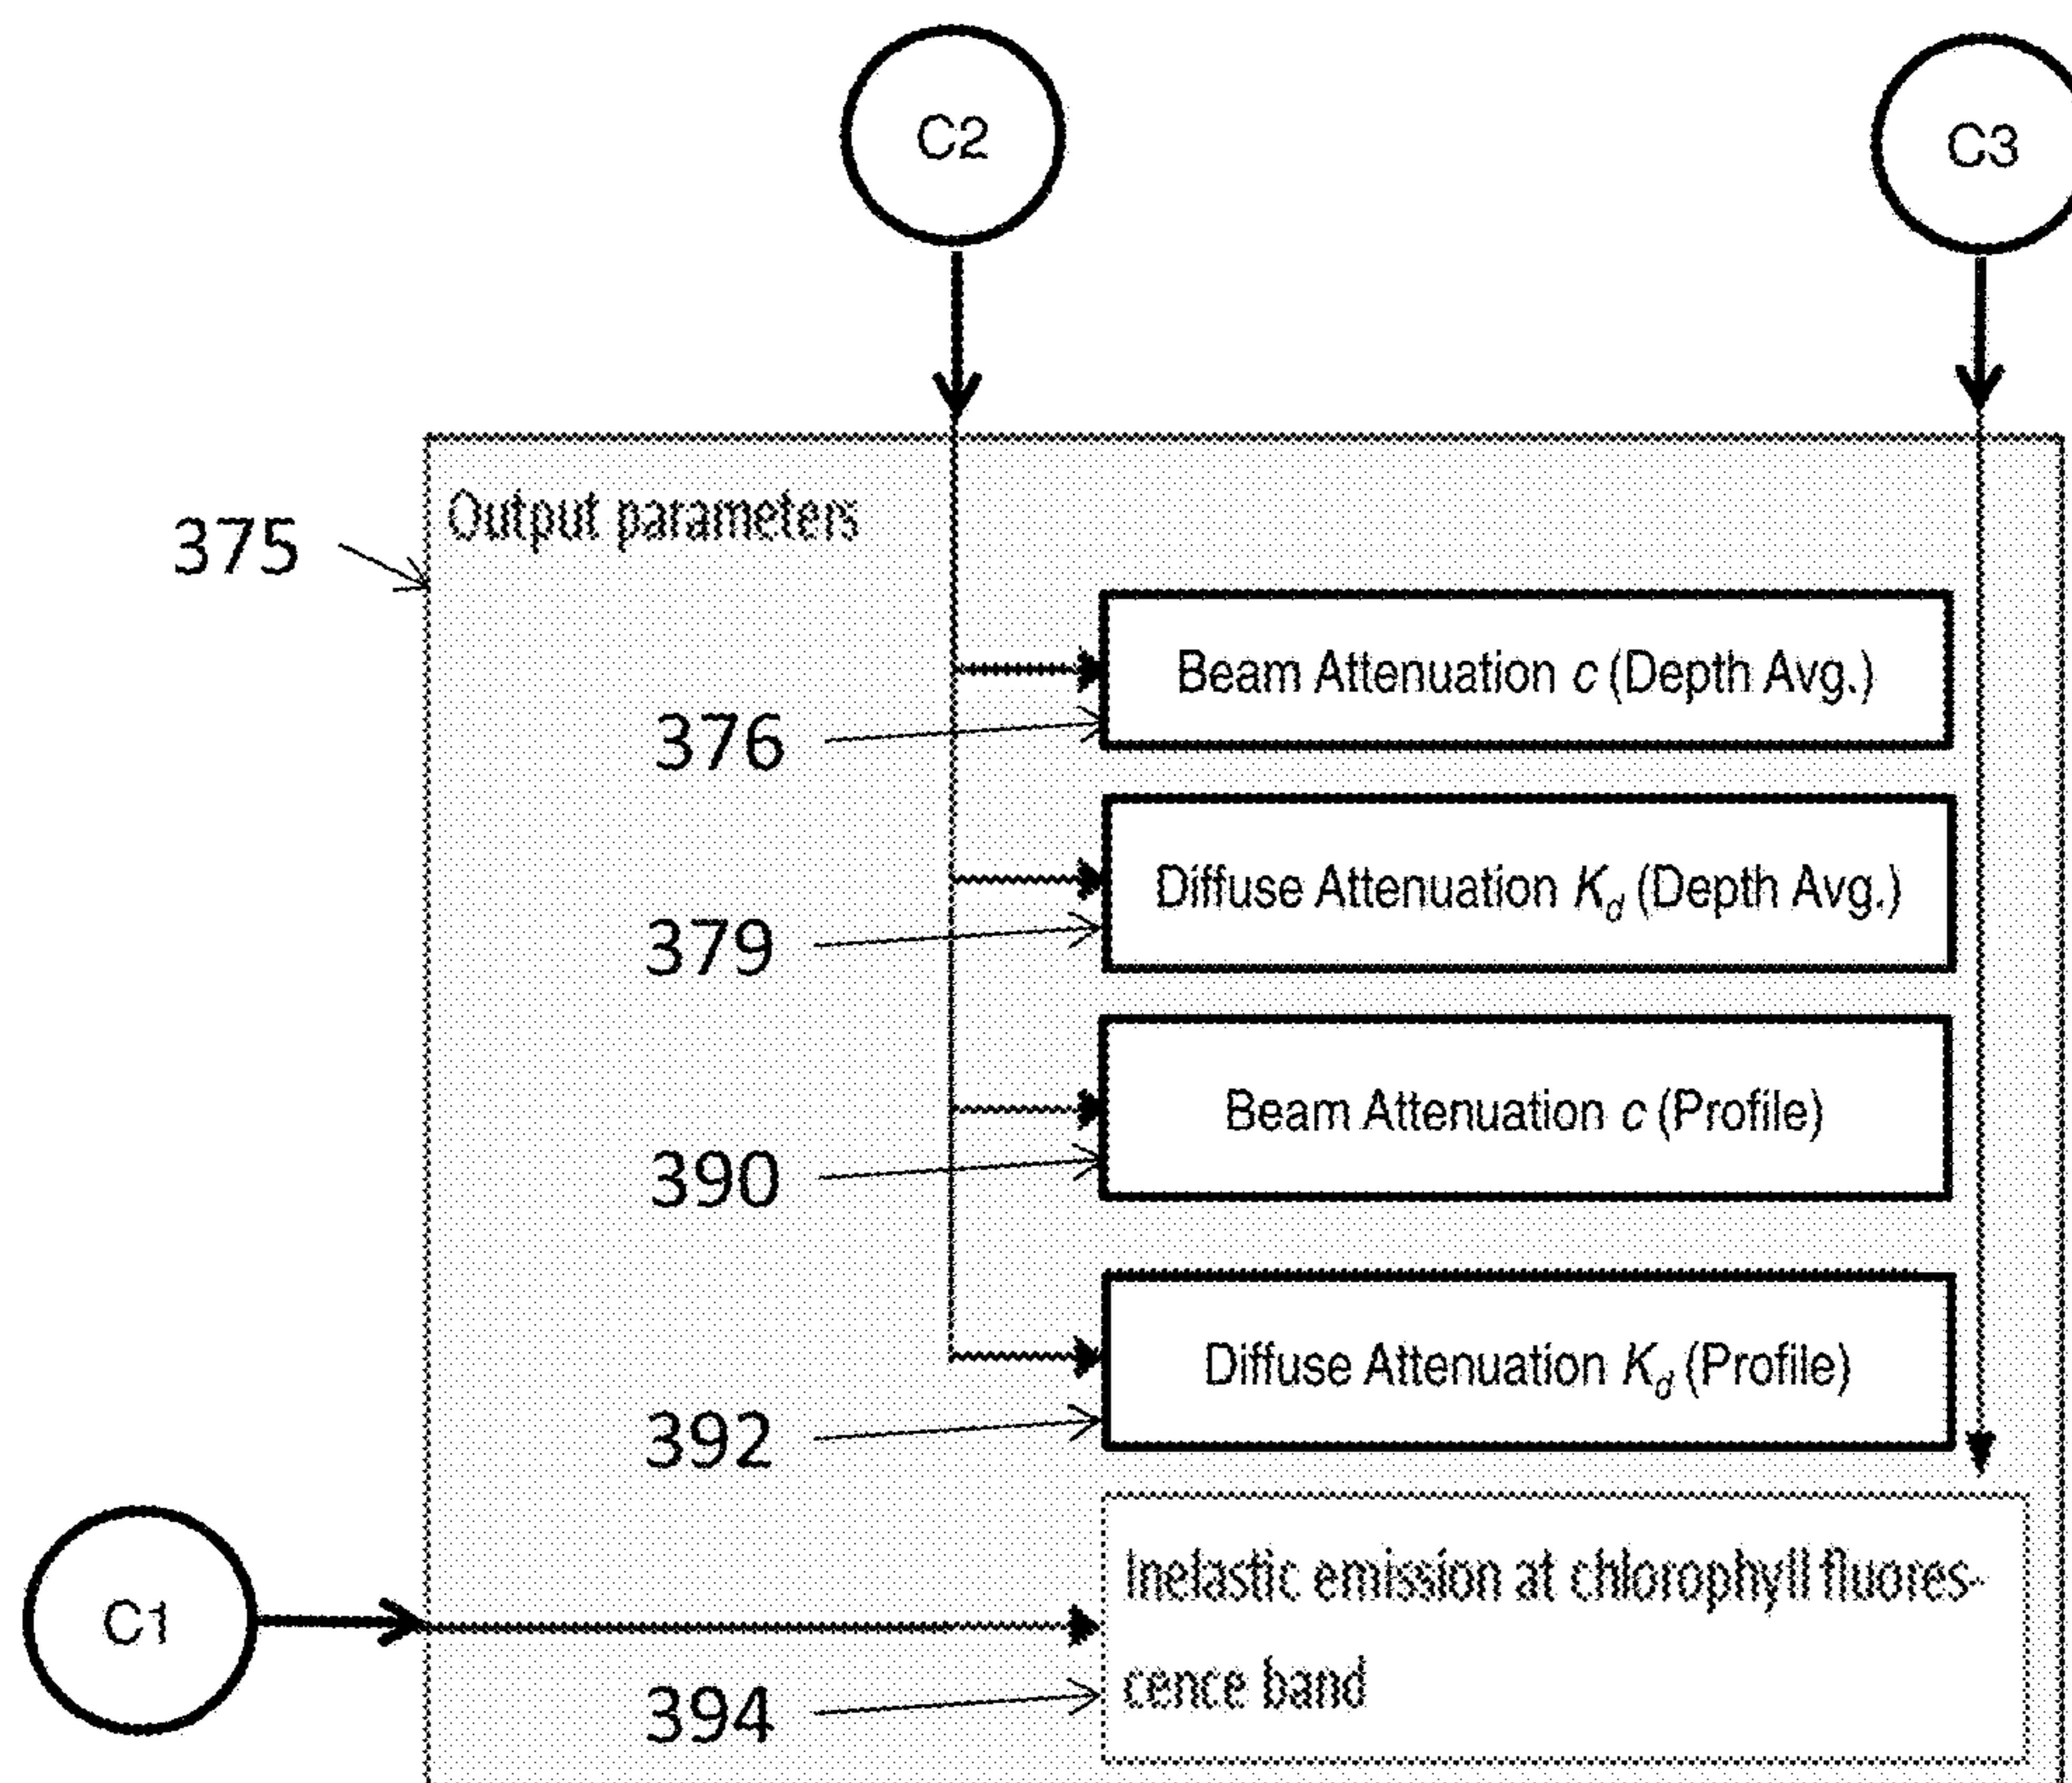 C2
C3
Output parameters
375
Beam Attenuation c (Depth Avg.)
376
Diffuse Attenuation Kd (Depth Avg.)
379
Beam Attenuation c (Profile)
390
Diffuse Attenuation Kd (Profile)
392
Inelastic emission at chlorophyll fluores-
cence band
C1
394